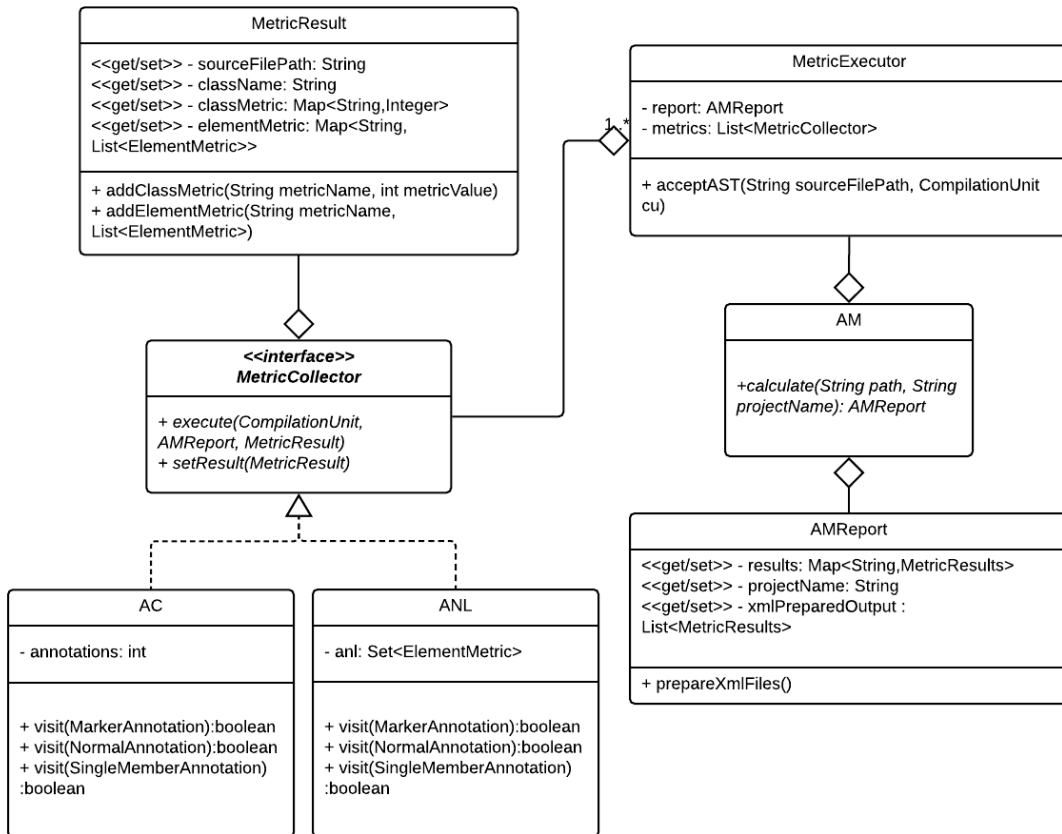 MetricResult
<<get/set>> - sourceFilePath: String
<<get/set>> - className: String
<<get/set>> - classMetric: Map<String,Integer>
<<get/set>> - elementMetric: Map<String,
List<ElementMetric>>
+ addClassMetric(String metricName, int metricValue)
+ addElementMetric(String metricName,
List<ElementMetric>)
MetricExecutor
- report: AMReport
- metrics: List<MetricCollector>
+ acceptAST(String sourceFilePath, CompilationUnit
cu)
1..*
<<interface>>
MetricCollector
+ execute(CompilationUnit,
AMReport, MetricResult)
+ setResult(MetricResult)
AM
+calculate(String path, String
projectName): AMReport
AMReport
<<get/set>> - results: Map<String,MetricResults>
<<get/set>> - projectName: String
<<get/set>> - xmlPreparedOutput :
List<MetricResults>
+ prepareXmlFiles()
AC
- annotations: int
+ visit(MarkerAnnotation):boolean
+ visit(NormalAnnotation):boolean
+ visit(SingleMemberAnnotation)
:boolean
ANL
- anl: Set<ElementMetric>
+ visit(MarkerAnnotation):boolean
+ visit(NormalAnnotation):boolean
+ visit(SingleMemberAnnotation)
:boolean